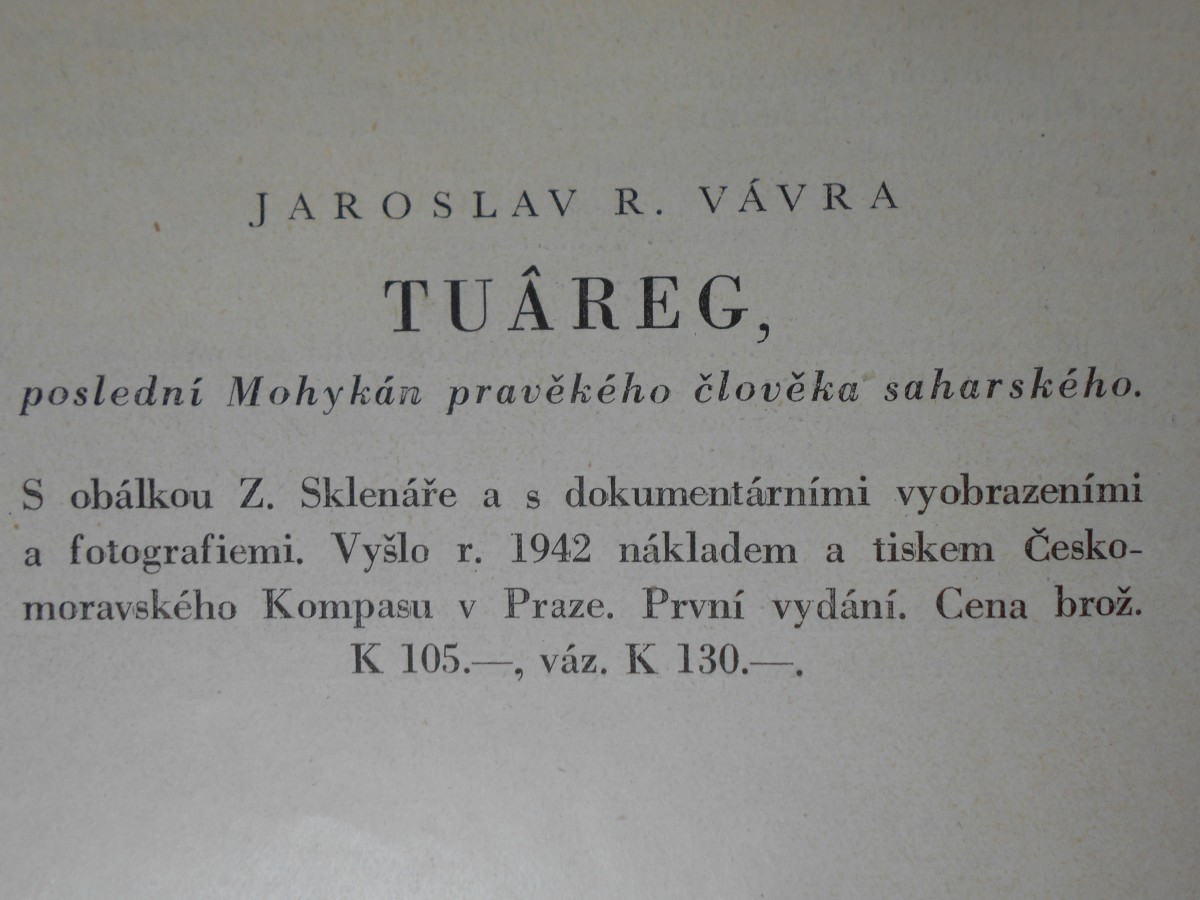 JAROSLAV R. VÁVRA
TUÂREG,
poslední Mohykán pravěkého člověka saharského.
S obálkou Z. Sklenáře a s dokumentárními vyobrazeními
a fotografiemi. Vyšlo r. 1942 nákladem a tiskem Česko-
moravského Kompasu v Praze. První vydání. Cena brož.
K 105.—, váz. K 130.—.